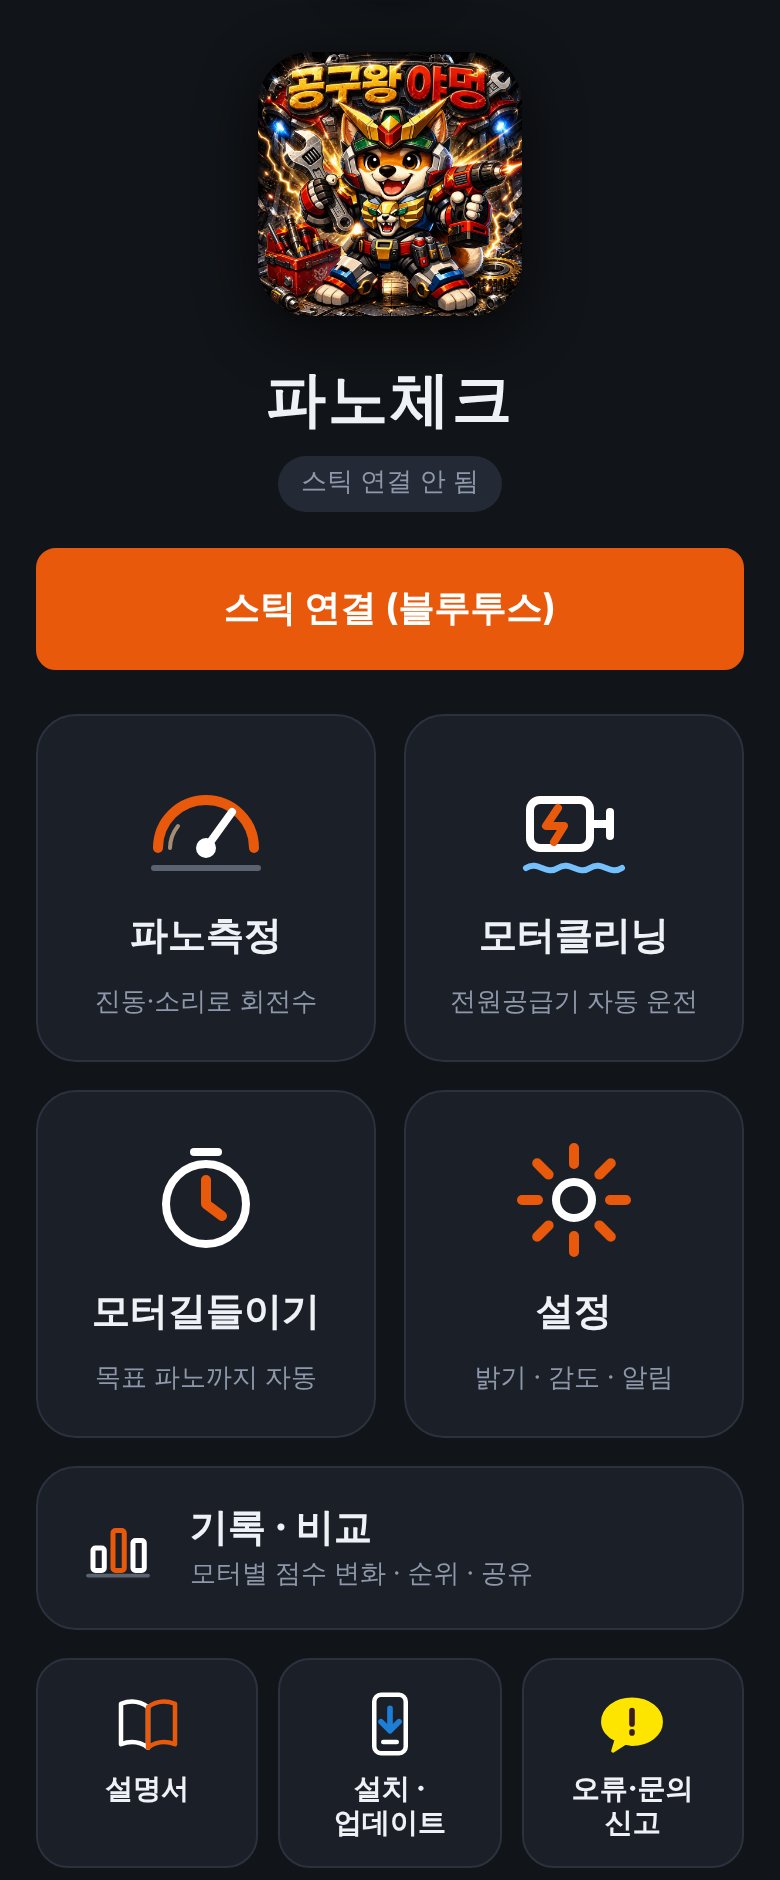 공구왕 야멍
파노체크
스틱 연결 안 됨
스틱 연결 (블루투스)
파노측정
진동·소리로 회전수
모터클리닝
전원공급기 자동 운전
모터길들이기
목표 파노까지 자동
설정
밝기 · 감도 · 알림
기록 · 비교
모터별 점수 변화 · 순위 · 공유
설명서
설치 ·
업데이트
오류·문의
신고